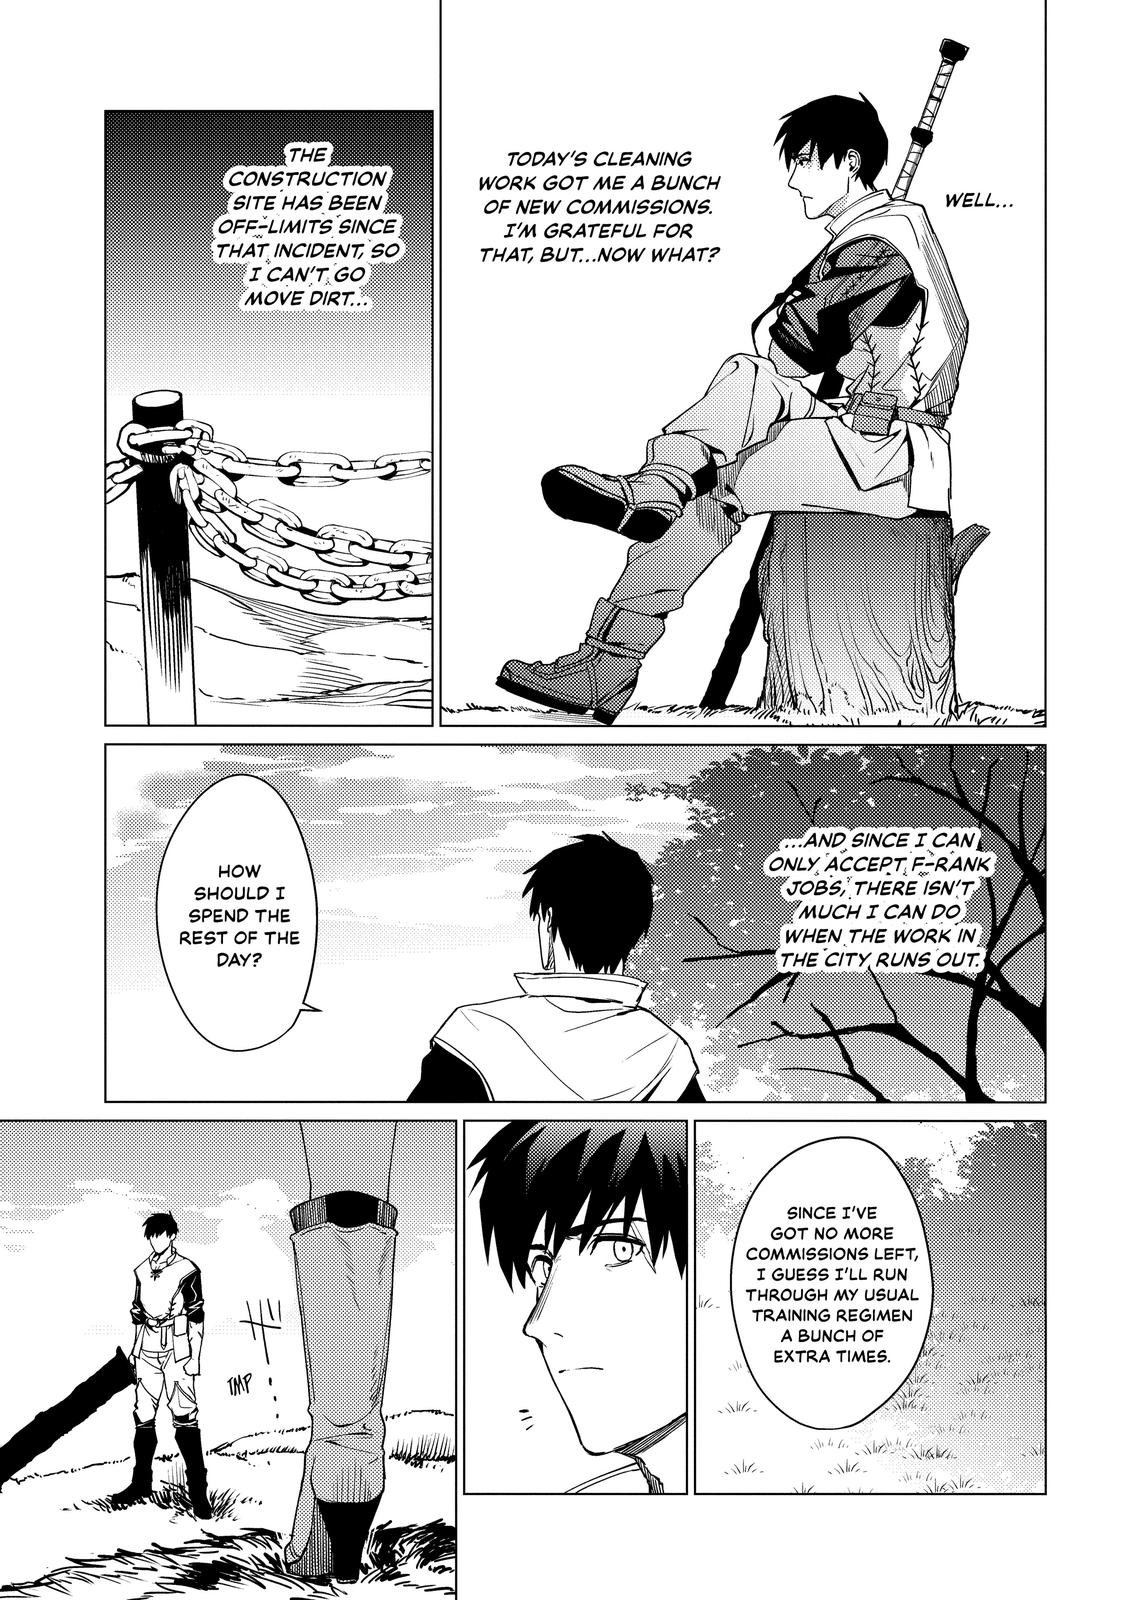 WELL...
TODAY'S CLEANING
WORK GOT ME A BUNCH
OF NEW COMMISSIONS.
I'M GRATEFUL FOR
THAT, BUT...NOW WHAT?
THE
CONSTRUCTION
SITE HAS BEEN
OFF-LIMITS SINCE
THAT INCIDENT, SO
I CAN'T GO
MOVE DIRT...
...AND SINCE I CAN
ONLY ACCEPT F-RANK
JOBS, THERE ISN'T
MUCH I CAN DO
WHEN THE WORK IN
THE CITY RUNS OUT.
HOW
SHOULD I
SPEND THE
REST OF THE
DAY?
SINCE I'VE
GOT NO MORE
COMMISSIONS LEFT,
I GUESS I'LL RUN
THROUGH MY USUAL
TRAINING REGIMEN
A BUNCH OF
EXTRA TIMES.
ザ
TMP